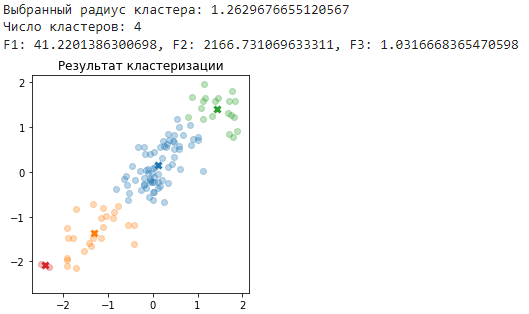 Выбранный радиус кластера: 1.2629676655120567
Число кластеров: 4
F1: 41.2201386300698, F2: 2166.731069633311, F3: 1.0316668365470598
Результат кластеризации
2
1
0
−1
−2
−2 −1 0 1 2